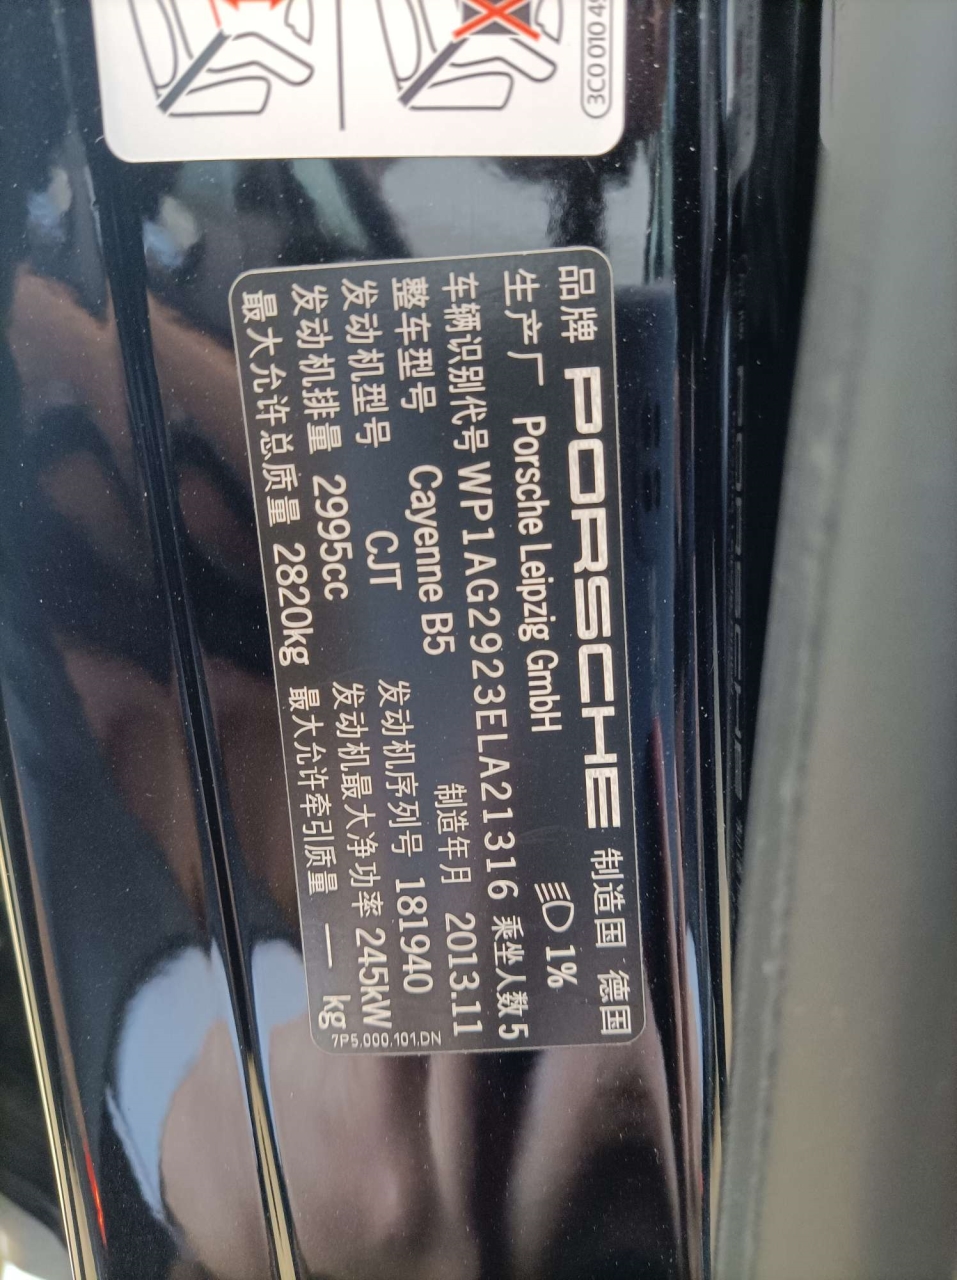 3C0 010 4
品牌 PORSCHE 制造国 德国
生产厂 Porsche Leipzig GmbH 1%
车辆识别代号 WP1AG2923ELA21316 乘坐人数 5
整车型号 Cayenne B5 制造年月 2013.11
发动机型号 CJT 发动机序列号 181940
发动机排量 2995cc 发动机最大净功率 245kW
最大允许总质量 2820kg 最大允许牵引质量 — kg
7P5.000.101.DN